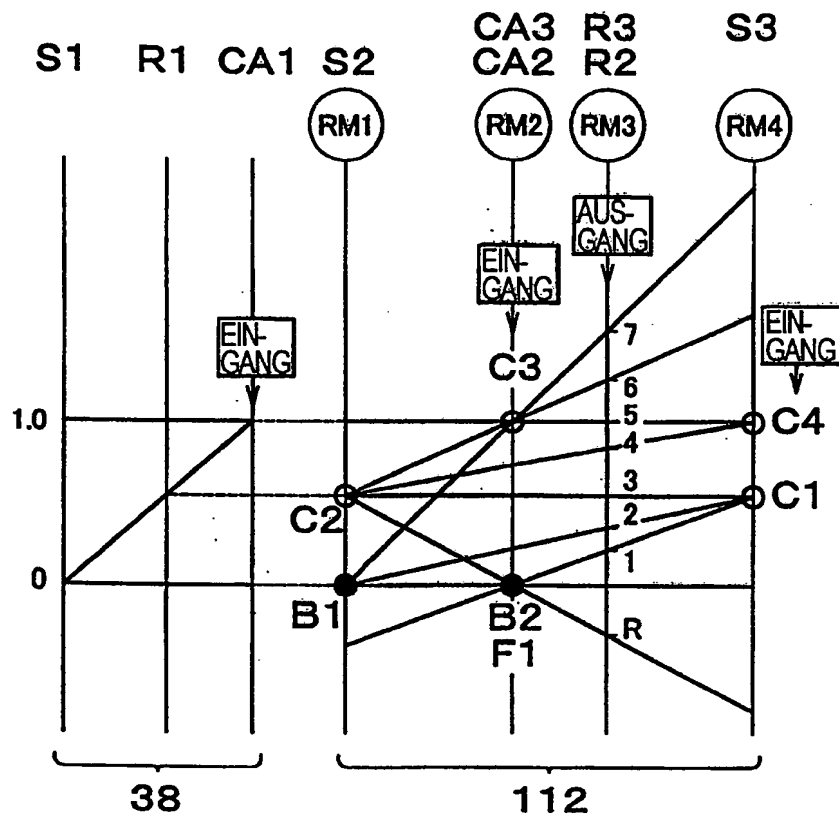 CA3 R3 S3
S1 R1 CA1 S2 CA2 R2
RM1 RM2 RM3 RM4
AUS-
GANG
EIN-
GANG
EIN-
GANG
EIN-
GANG
7
C3
6
1.0 5 C4
4
3
C2 C1
2
0 1
B1 B2
F1 R
38 112